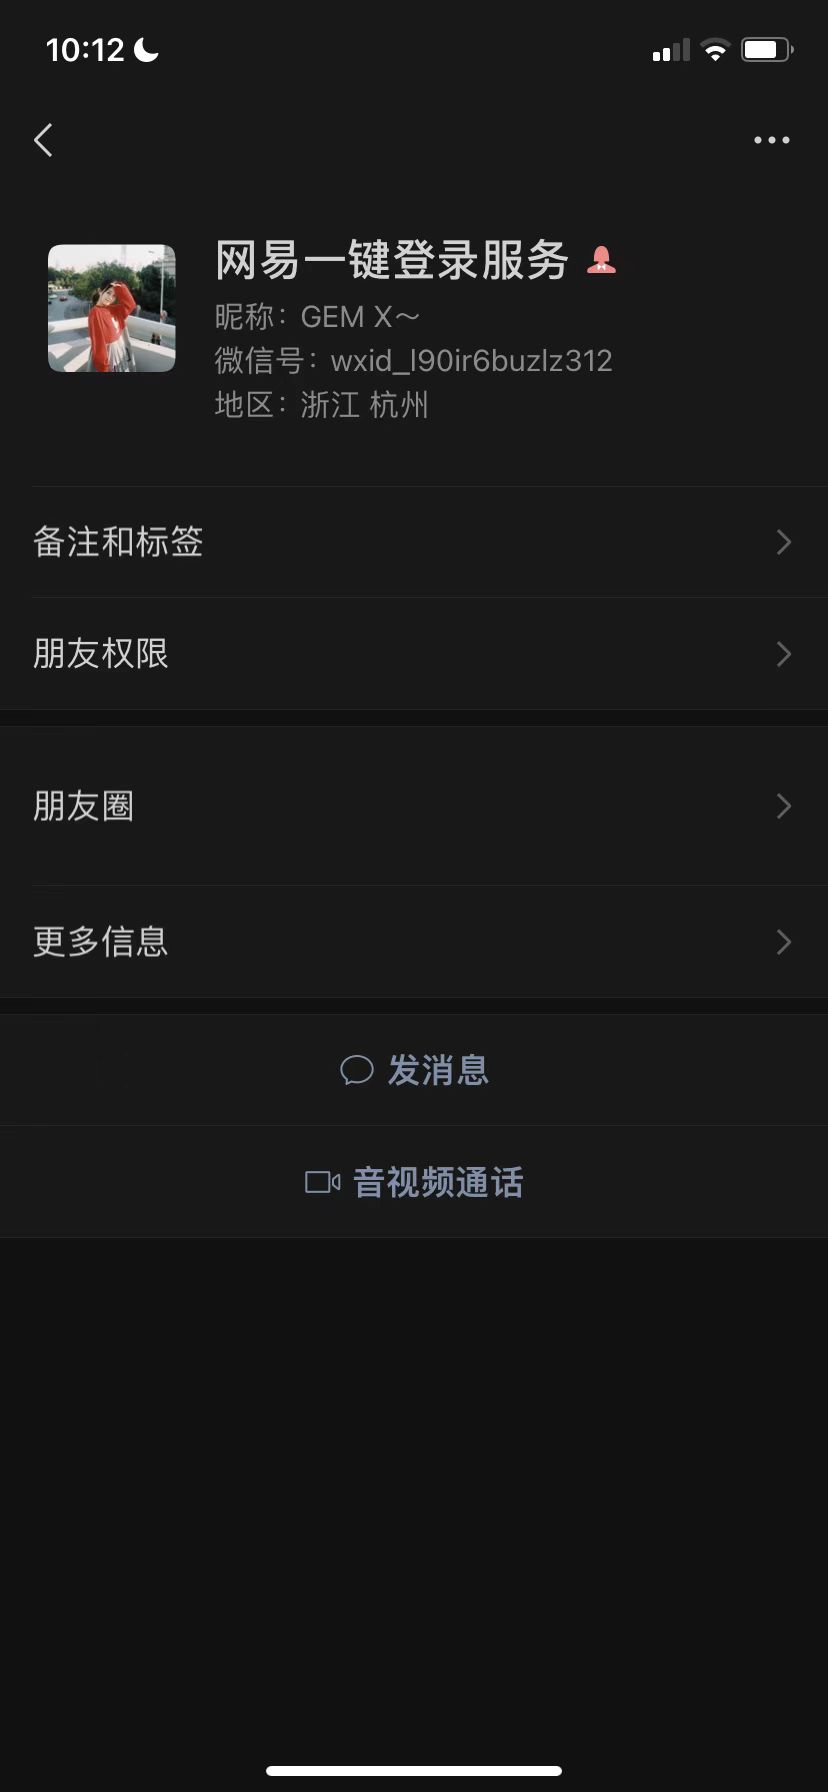 10:12
网易一键登录服务
昵称：GEM X～
微信号：wxid_l90ir6buzlz312
地区：浙江 杭州
备注和标签
朋友权限
朋友圈
更多信息
发消息
音视频通话